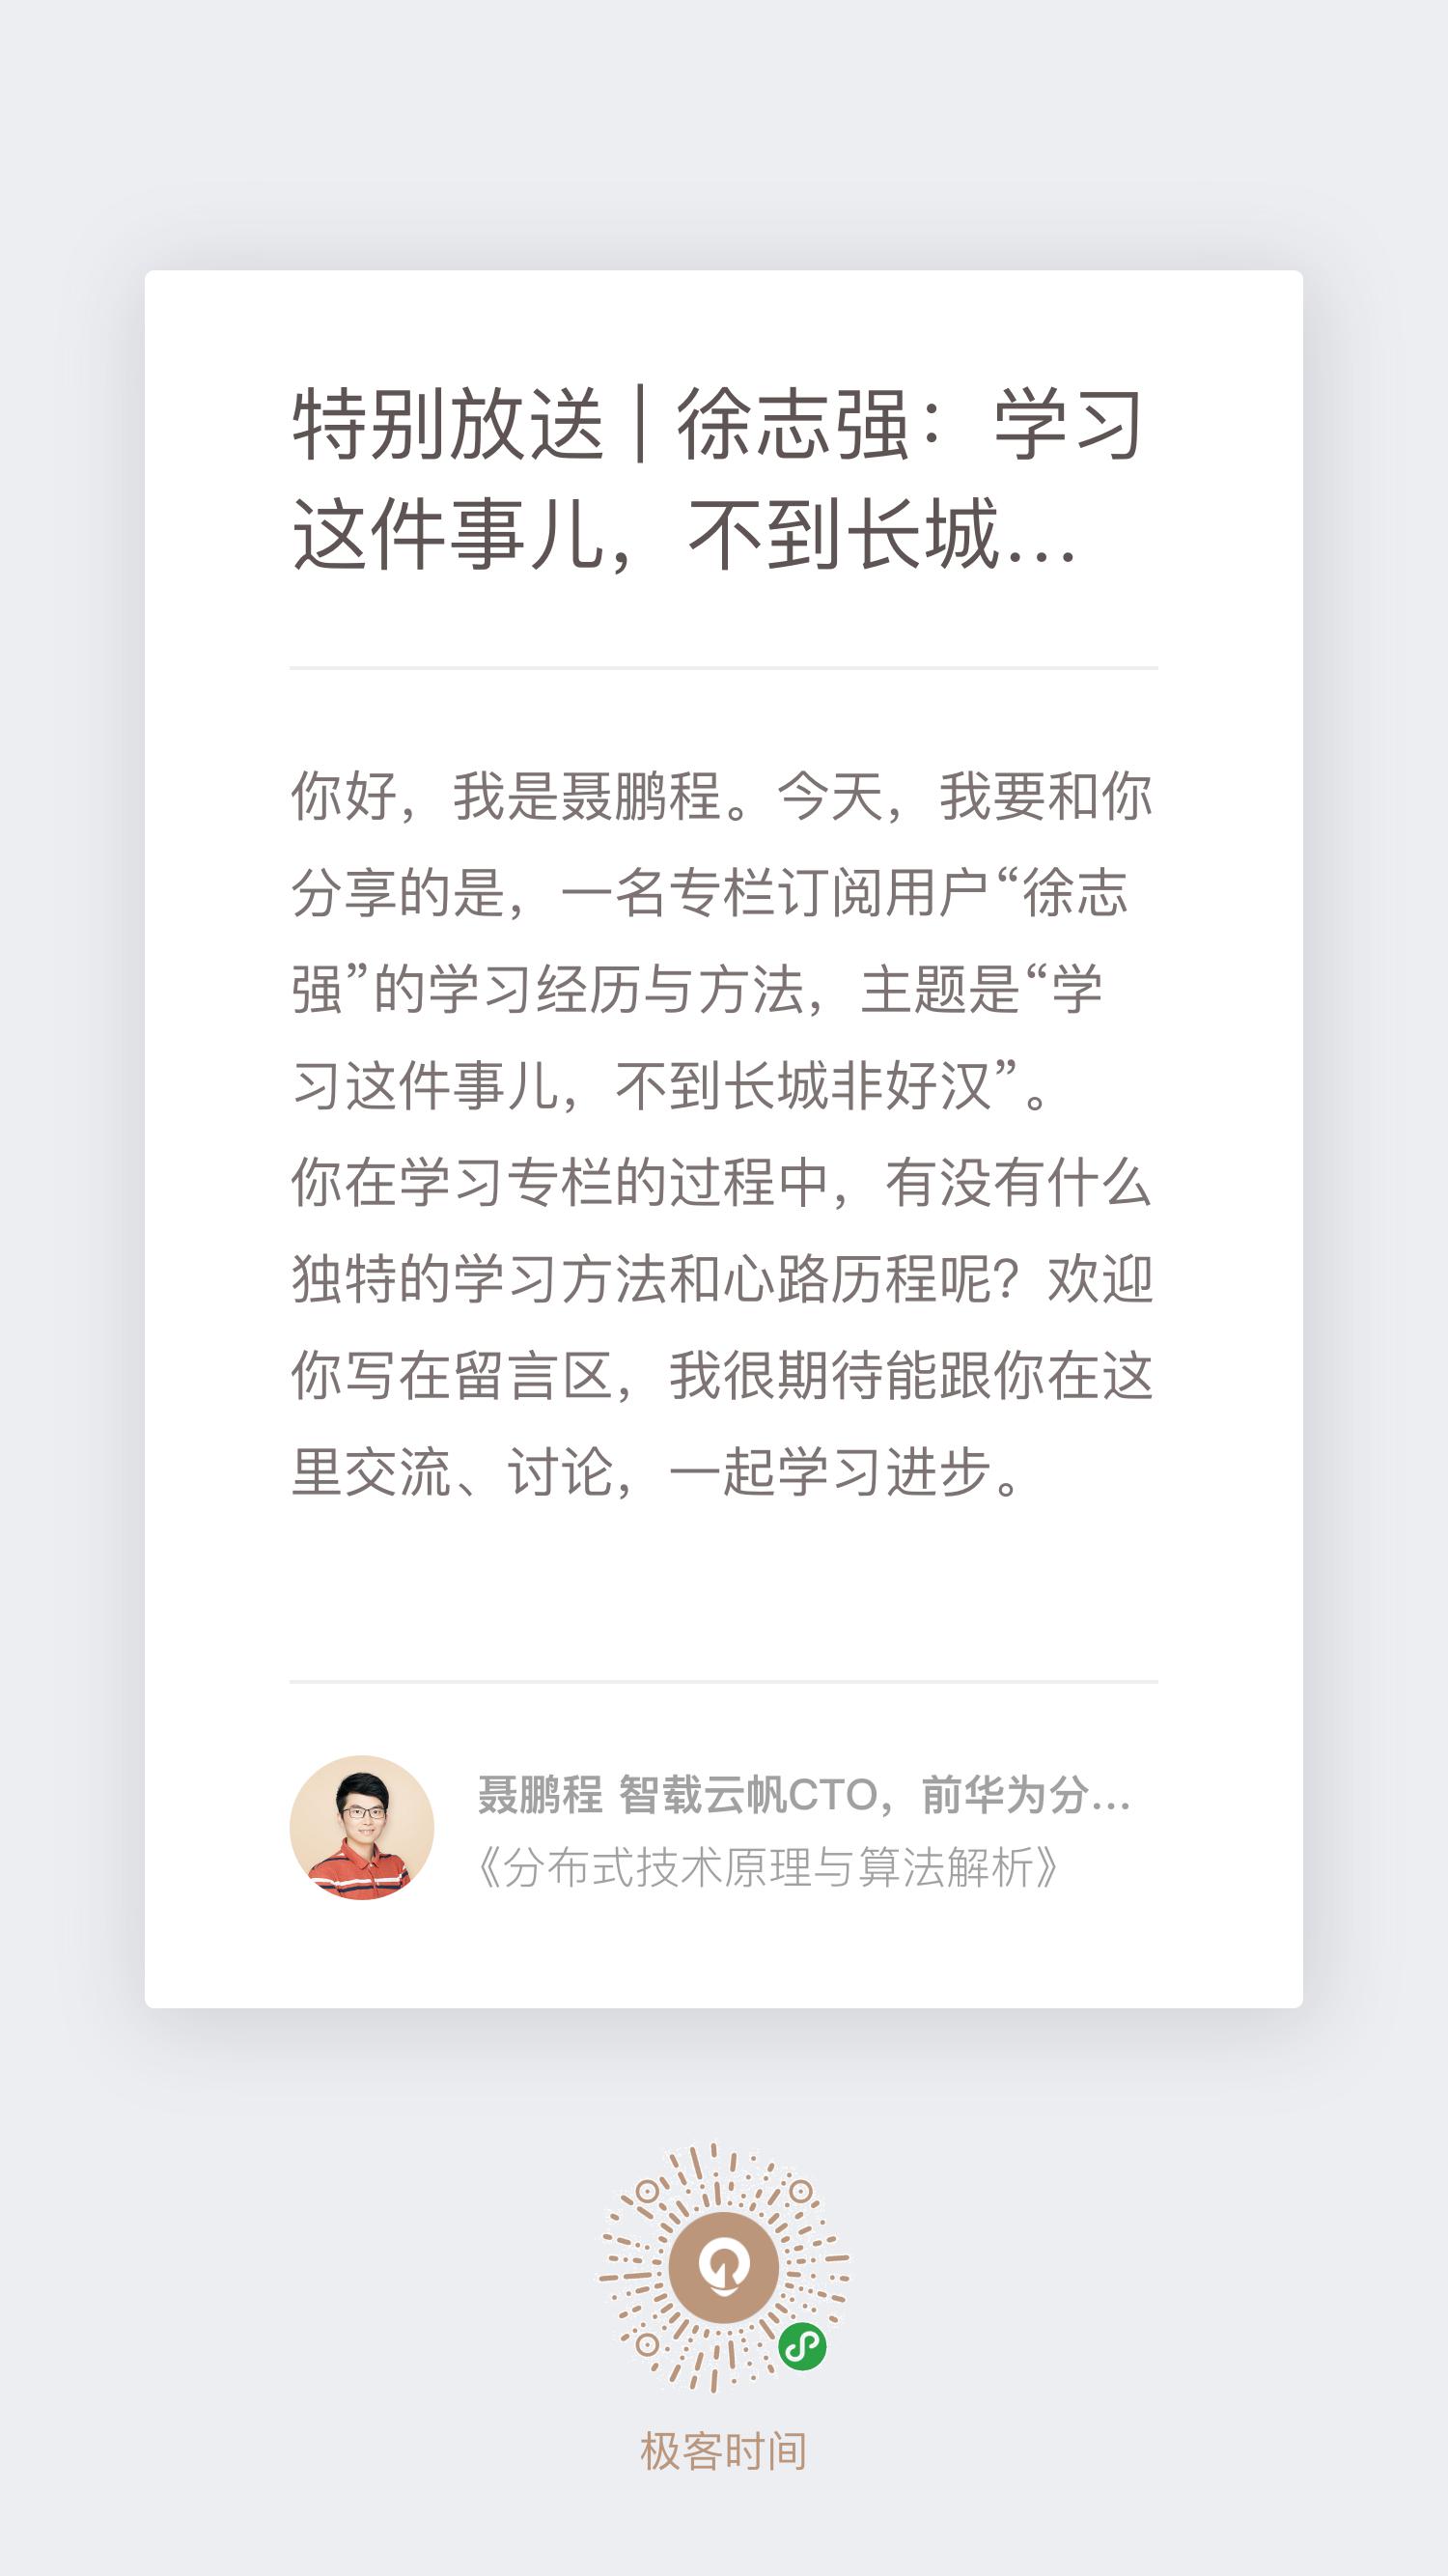 特别放送 | 徐志强：学习
这件事儿，不到长城...
你好，我是聂鹏程。今天，我要和你
分享的是，一名专栏订阅用户“徐志
强”的学习经历与方法，主题是“学
习这件事儿，不到长城非好汉”。
你在学习专栏的过程中，有没有什么
独特的学习方法和心路历程呢？欢迎
你写在留言区，我很期待能跟你在这
里交流、讨论，一起学习进步。
聂鹏程 智载云帆CTO，前华为分...
《分布式技术原理与算法解析》
极客时间